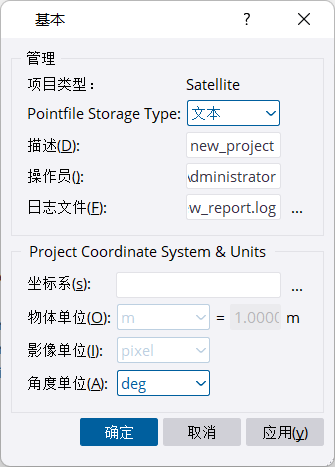 基本 ?
管理
项目类型： Satellite
Pointfile Storage Type: 文本
描述(D): new_project
操作员(): dministrator
日志文件(F): w_report.log ...
Project Coordinate System & Units
坐标系(s): ...
物体单位(O): m = 1.0000 m
影像单位(I): pixel
角度单位(A): deg
确定 取消 应用(y)